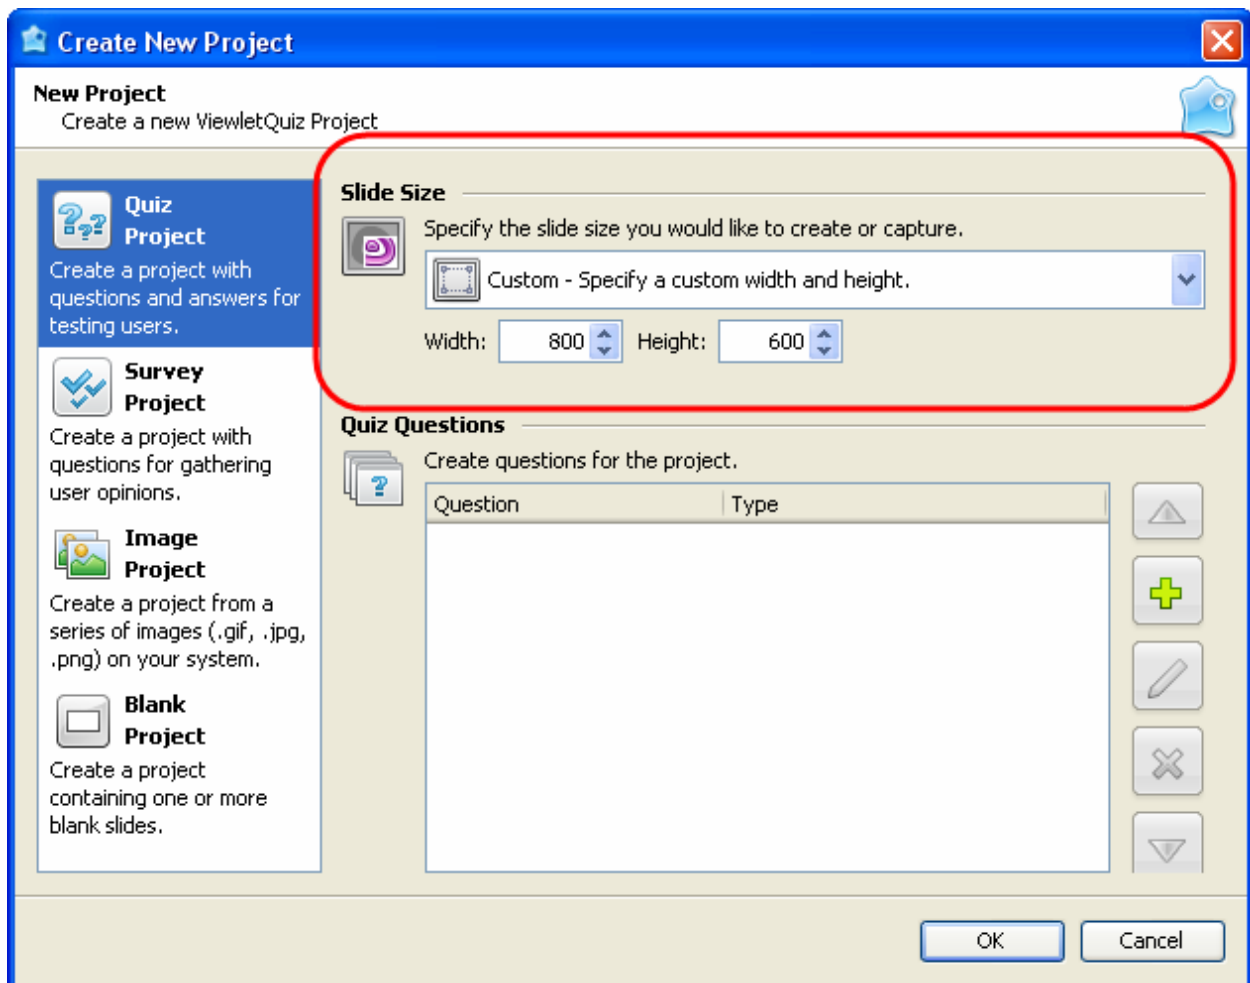 Create New Project
New Project
Create a new ViewletQuiz Project
Quiz
Project
Create a project with
questions and answers for
testing users.
Survey
Project
Create a project with
questions for gathering
user opinions.
Image
Project
Create a project from a
series of images (.gif, .jpg,
.png) on your system.
Blank
Project
Create a project
containing one or more
blank slides.
Slide Size
Specify the slide size you would like to create or capture.
Custom - Specify a custom width and height.
Width: 800 Height: 600
Quiz Questions
Create questions for the project.
Question Type
OK Cancel